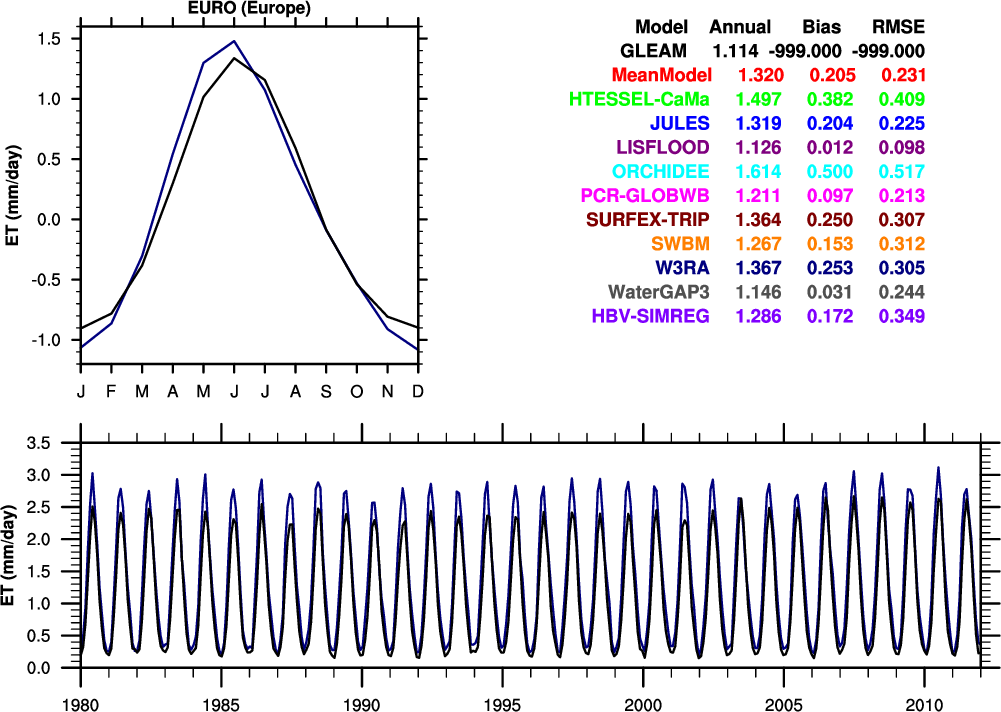 EURO (Europe)
ET (mm/day)
1.5
1.0
0.5
0.0
-0.5
-1.0
J F M A M J J A S O N D
Model Annual Bias RMSE
GLEAM 1.114 -999.000 -999.000
MeanModel 1.320 0.205 0.231
HTESSEL-CaMa 1.497 0.382 0.409
JULES 1.319 0.204 0.225
LISFLOOD 1.126 0.012 0.098
ORCHIDEE 1.614 0.500 0.517
PCR-GLOBWB 1.211 0.097 0.213
SURFEX-TRIP 1.364 0.250 0.307
SWBM 1.267 0.153 0.312
W3RA 1.367 0.253 0.305
WaterGAP3 1.146 0.031 0.244
HBV-SIMREG 1.286 0.172 0.349
ET (mm/day)
3.5
3.0
2.5
2.0
1.5
1.0
0.5
0.0
1980 1985 1990 1995 2000 2005 2010